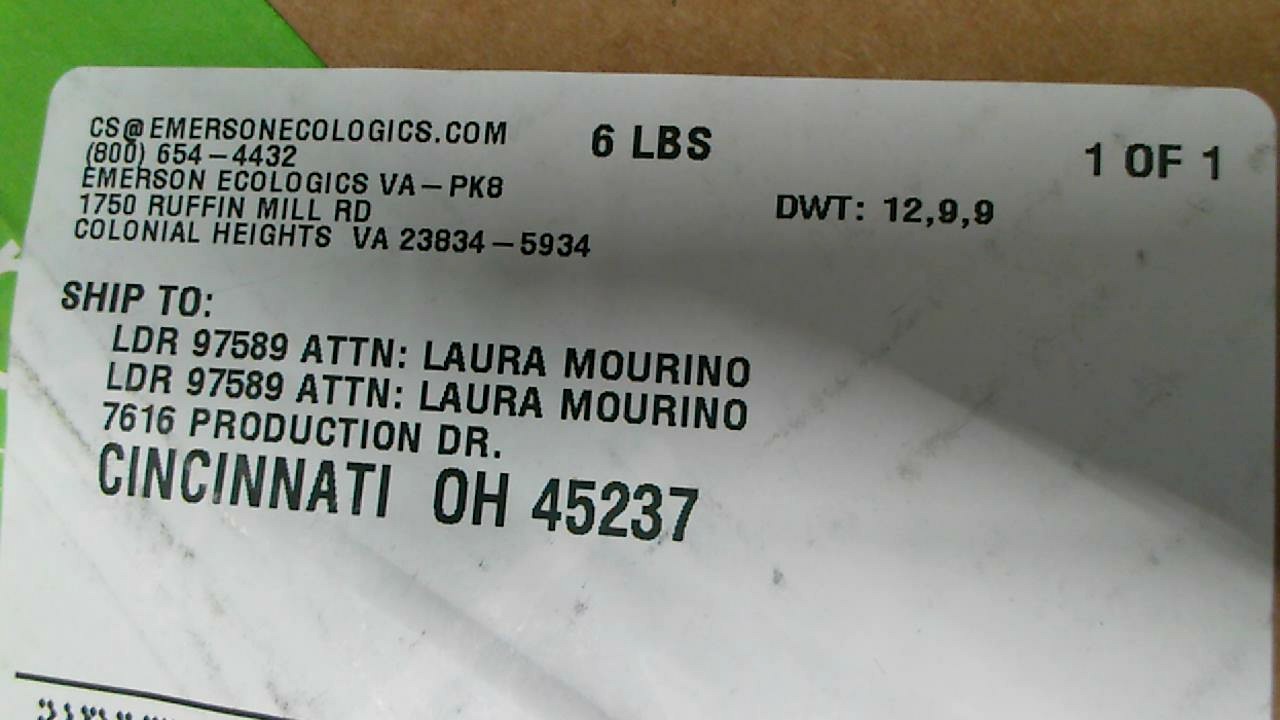 CS@EMERSONECOLOGICS.COM
(800) 654-4432
EMERSON ECOLOGICS VA-PK8
1750 RUFFIN MILL RD
COLONIAL HEIGHTS VA 23834-5934
6 LBS
1 OF 1
DWT: 12,9,9
SHIP TO:
LDR 97589 ATTN: LAURA MOURINO
LDR 97589 ATTN: LAURA MOURINO
7616 PRODUCTION DR.
CINCINNATI OH 45237